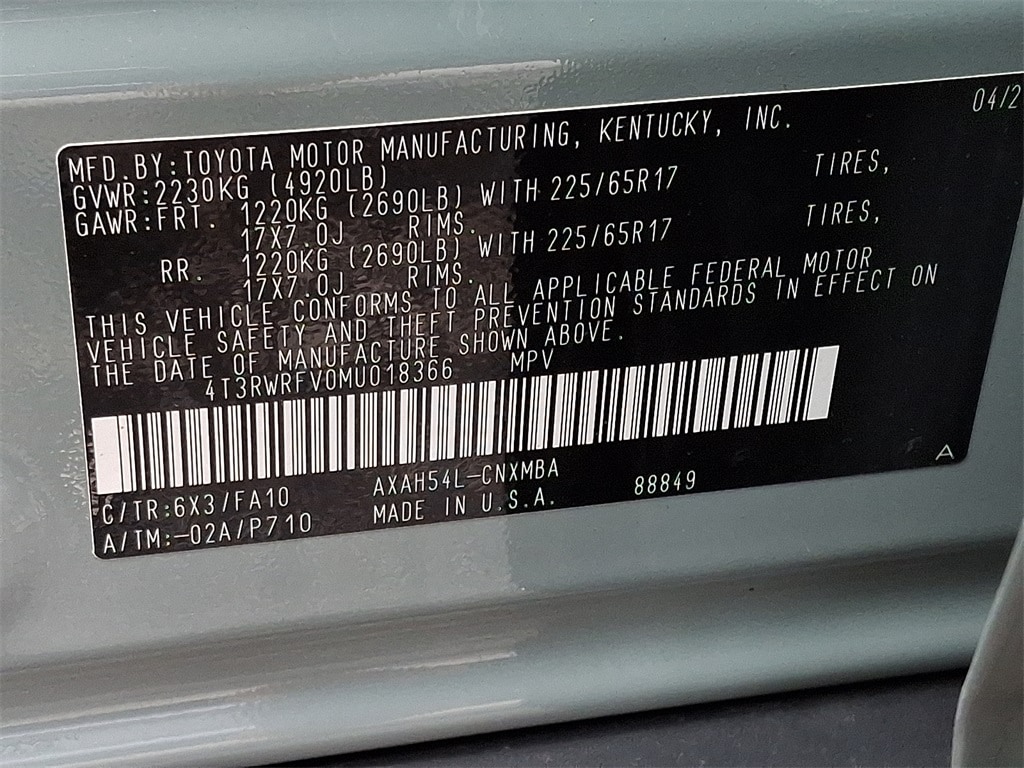 04/2
MFD.BY:TOYOTA MOTOR MANUFACTURING, KENTUCKY, INC.
GVWR:2230KG (4920LB)
GAWR:FRT. 1220KG (2690LB) WITH 225/65R17 TIRES,
17X7.0J RIMS.
RR. 1220KG (2690LB) WITH 225/65R17 TIRES,
17X7.0J RIMS.
THIS VEHICLE CONFORMS TO ALL APPLICABLE FEDERAL MOTOR
VEHICLE SAFETY AND THEFT PREVENTION STANDARDS IN EFFECT ON
THE DATE OF MANUFACTURE SHOWN ABOVE.
4T3RWRFV0MU018366 MPV
C/TR:6X3/FA10 AXAH54L-CNXMBA
A/TM:-02A/P710 MADE IN U.S.A. 88849
A